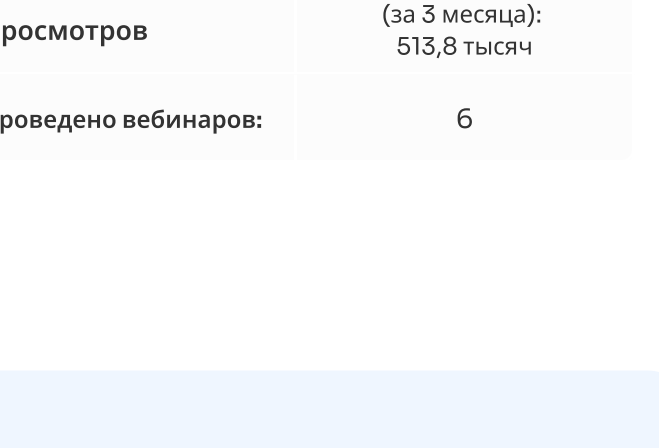 росмотров
(за 3 месяца):
513,8 тысяч
роведено вебинаров:
6